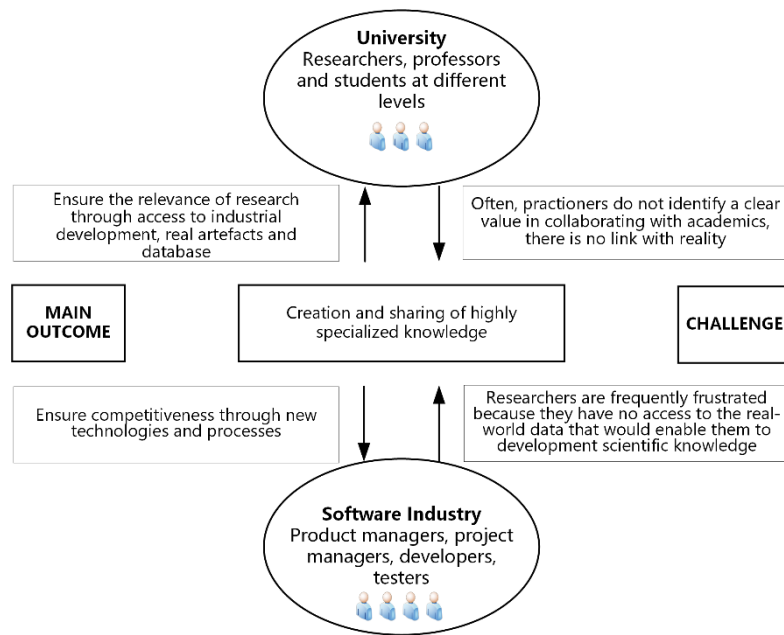 University
Researchers, professors
and students at different
levels
Ensure the relevance of research
through access to industrial
development, real artefacts and
database
Often, practioners do not identify a clear
value in collaborating with academics,
there is no link with reality
MAIN
OUTCOME
Creation and sharing of highly
specialized knowledge
CHALLENGE
Ensure competitiveness through new
technologies and processes
Researchers are frequently frustrated
because they have no access to the real-
world data that would enable them to
development scientific knowledge
Software Industry
Product managers, project
managers, developers,
testers